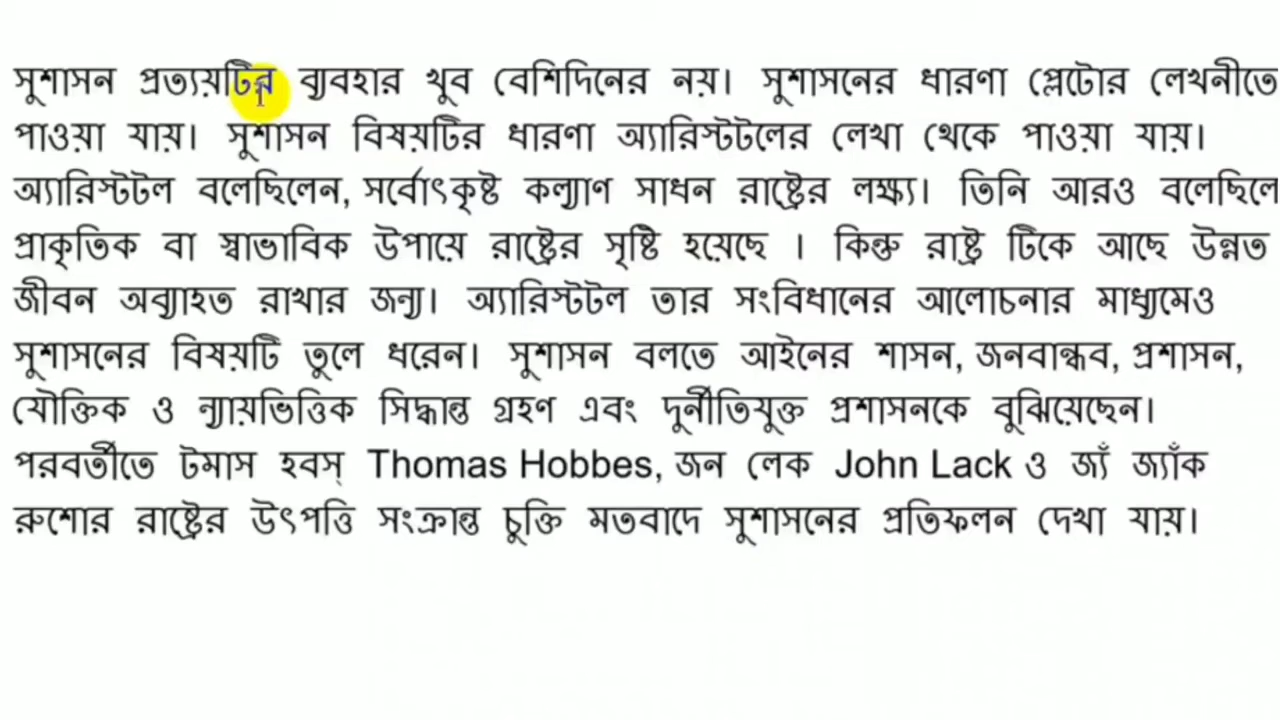 সুশাসন প্রত্যয়টির ব্যবহার খুব বেশিদিনের নয়। সুশাসনের ধারণা প্লেটোর লেখনীতে
পাওয়া যায়। সুশাসন বিষয়টির ধারণা অ্যারিস্টটলের লেখা থেকে পাওয়া যায়।
অ্যারিস্টটল বলেছিলেন, সর্বোৎকৃষ্ট কল্যাণ সাধন রাষ্ট্রের লক্ষ্য। তিনি আরও বলেছিলে
প্রাকৃতিক বা স্বাভাবিক উপায়ে রাষ্ট্রের সৃষ্টি হয়েছে । কিন্তু রাষ্ট্র টিকে আছে উন্নত
জীবন অব্যাহত রাখার জন্য। অ্যারিস্টটল তার সংবিধানের আলোচনার মাধ্যমেও
সুশাসনের বিষয়টি তুলে ধরেন। সুশাসন বলতে আইনের শাসন, জনবান্ধব, প্রশাসন,
যৌক্তিক ও ন্যায়ভিত্তিক সিদ্ধান্ত গ্রহণ এবং দুর্নীতিযুক্ত প্রশাসনকে বুঝিয়েছেন।
পরবর্তীতে টমাস হবস্ Thomas Hobbes, জন লেক John Lack ও জ্যঁ জ্যাঁক
রুশোর রাষ্ট্রের উৎপত্তি সংক্রান্ত চুক্তি মতবাদে সুশাসনের প্রতিফলন দেখা যায়।